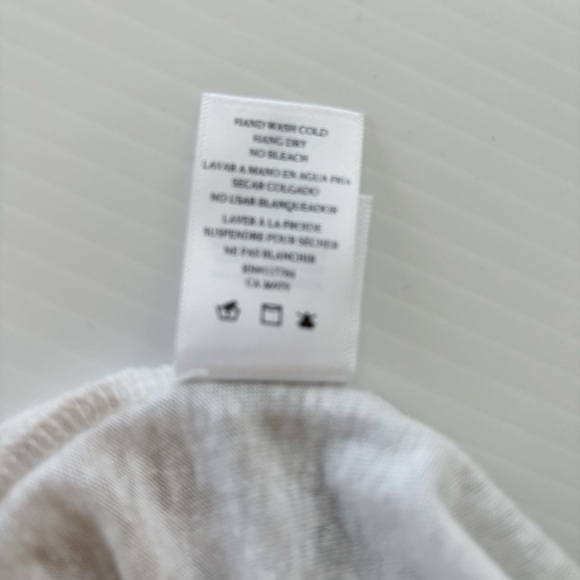 HAND WASH COLD
HANG DRY
NO BLEACH
LAVAR A MANO EN AGUA FRIA
SECAR COLGADO
NO USAR BLANQUEADOR
LAVER À LA FROIDE
SUSPENDRE POUR SÉCHER
NE PAS BLANCHIR
CA